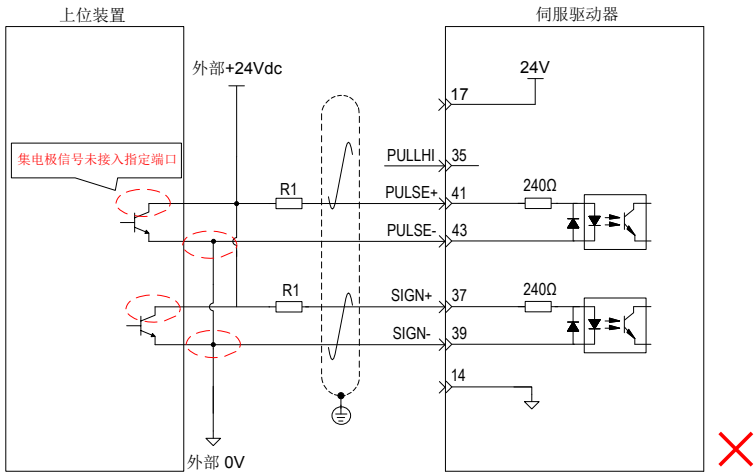 上位装置
伺服驱动器
外部+24Vdc
24V
17
集电极信号未接入指定端口
PULLHI
35
R1
PULSE+
41
240Ω
PULSE-
43
R1
SIGN+
37
240Ω
SIGN-
39
14
外部 0V